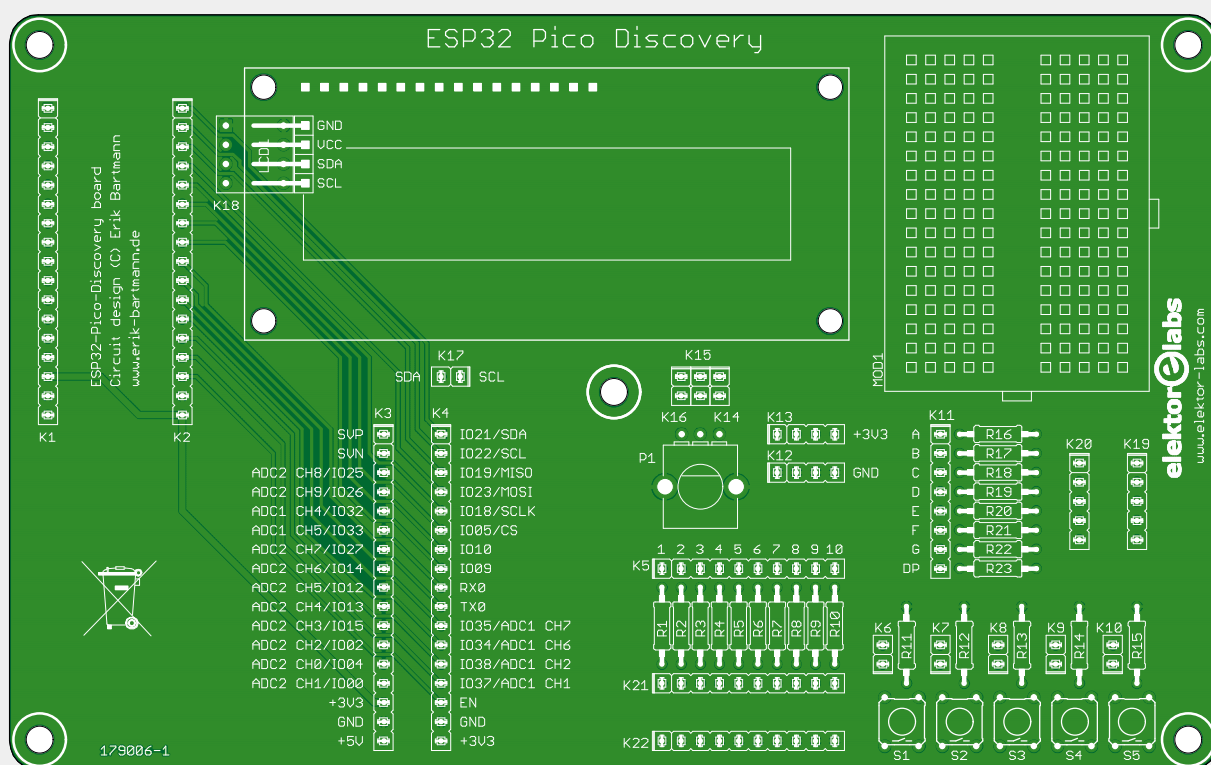 ESP32 Pico Discovery
GND
VCC
SDA
SCL
LCD1
K18
ESP32-Pico-Discovery board
Circuit design (C) Erik Bartmann
www.erik-bartmann.de
K1
K2
MOD1
elektor labs
www.elektor-labs.com
K17
SDA
SCL
K15
K16
K14
P1
K13
+3V3
K12
GND
K3
SVP
SVN
ADC2 CH8/IO25
ADC2 CH9/IO26
ADC1 CH4/IO32
ADC1 CH5/IO33
ADC2 CH7/IO27
ADC2 CH6/IO14
ADC2 CH5/IO12
ADC2 CH4/IO13
ADC2 CH3/IO15
ADC2 CH2/IO02
ADC2 CH0/IO04
ADC2 CH1/IO00
+3V3
GND
+5V
K4
IO21/SDA
IO22/SCL
IO19/MISO
IO23/MOSI
IO18/SCLK
IO05/CS
IO10
IO09
RX0
TX0
IO35/ADC1 CH7
IO34/ADC1 CH6
IO38/ADC1 CH2
IO37/ADC1 CH1
EN
GND
+3V3
K11
A
B
C
D
E
F
G
DP
R16
R17
R18
R19
R20
R21
R22
R23
K20
K19
1 2 3 4 5 6 7 8 9 10
K5
R1 R2 R3 R4 R5 R6 R7 R8 R9 R10
K21
K22
K6
R11
K7
R12
K8
R13
K9
R14
K10
R15
S1
S2
S3
S4
S5
179006-1